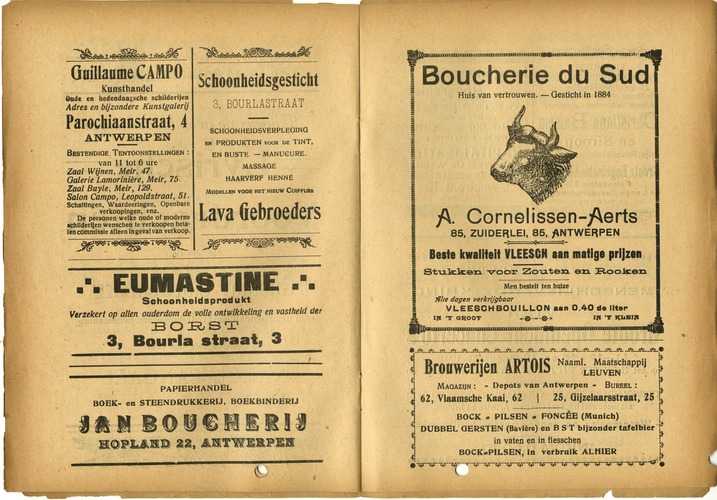 Guillaume CAMPO
Kunsthandel
Oude en hedendaagsche schilderijen
Adres en bijzondere Kunstgalerij
Parochiaanstraat, 4
ANTWERPEN
BESTENDIGE TENTOONSTELLINGEN :
van 11 tot 6 ure
Zaal Wijnen, Meir, 47.
Galerie Lamorinière, Meir, 75.
Zaal Buyle, Meir, 129.
Salon Campo, Leopoldstraat, 51.
Schattingen, Waardeeringen, Openbare
verkoopingen, enz.
De personen welke oude of moderne
schilderijen wenschen te verkoopen betalen
commissie alleen in geval van verkoop.
Schoonheidsgesticht
3, BOURLASTRAAT
SCHOONHEIDSVERPLEGING
EN PRODUKTEN VOOR DE TINT,
EN BUSTE - MANUCURE.
MASSAGE
HAARVERF HENNÉ
MODELLEN VOOR HET NIEUW COIFFURS
Lava Gebroeders
EUMASTINE
Schoenheidsprodukt
Verzekert op allen ouderdom de volle ontwikkeling en vastheid der
BORST
3, Bourla straat, 3
PAPIERHANDEL
BOEK- en STEENDRUKKERIJ, BOEKBINDERIJ
JAN BOUCHERIJ
HOPLAND 22, ANTWERPEN
Boucherie du Sud
Huis van vertrouwen. — Gesticht in 1884
A. Cornelissen-Aerts
85, ZUIDERLEI, 85, ANTWERPEN
Beste kwaliteit VLEESCH aan matige prijzen
Stukken voor Zouten en Rooken
Men bestelt ten huize
Alle dagen verkrijgbaar
VLEESCHBOUILLON aan 0.40 de liter
IN 'T GROOT IN 'T KLEIN
Brouwerijen ARTOIS Naaml. Maatschappij
LEUVEN
MAGAZIJN : - Depots van Antwerpen - BUREEL :
62, Vlaamsche Kaai, 62 | 25, Gijzelaarsstraat, 25
BOCK = PILSEN = FONCÉE (Munich)
DUBBEL GERSTEN (Bavière) en B S T bijzonder tafelbier
in vaten en in flesschen
BOCK=PILSEN, in verbruik ALHIER